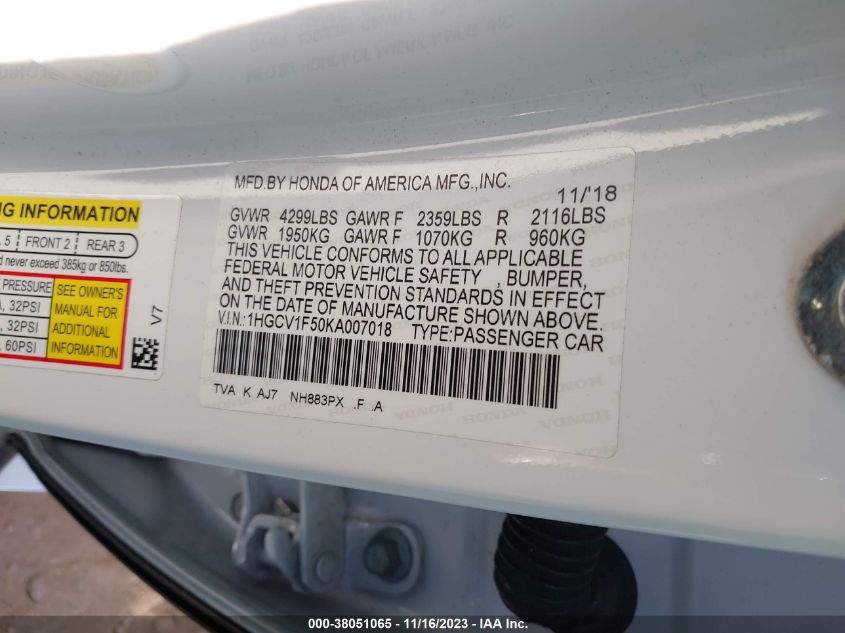 MFD.BY HONDA OF AMERICA MFG.,INC.
11/'18
GVWR 4299LBS GAWR F 2359LBS R 2116LBS
GVWR 1950KG GAWR F 1070KG R 960KG
THIS VEHICLE CONFORMS TO ALL APPLICABLE
FEDERAL MOTOR VEHICLE SAFETY , BUMPER,
AND THEFT PREVENTION STANDARDS IN EFFECT
ON THE DATE OF MANUFACTURE SHOWN ABOVE.
V.I.N.:1HGCV1F50KA007018 TYPE:PASSENGER CAR
TVA K AJ7 NH883PX .F .A
INFORMATION
5 FRONT 2 REAR 3
never exceed 385kg or 850lbs.
PRESSURE
32PSI
32PSI
60PSI
SEE OWNER'S
MANUAL FOR
ADDITIONAL
INFORMATION
V7
000-38051065 - 11/16/2023 - IAA Inc.